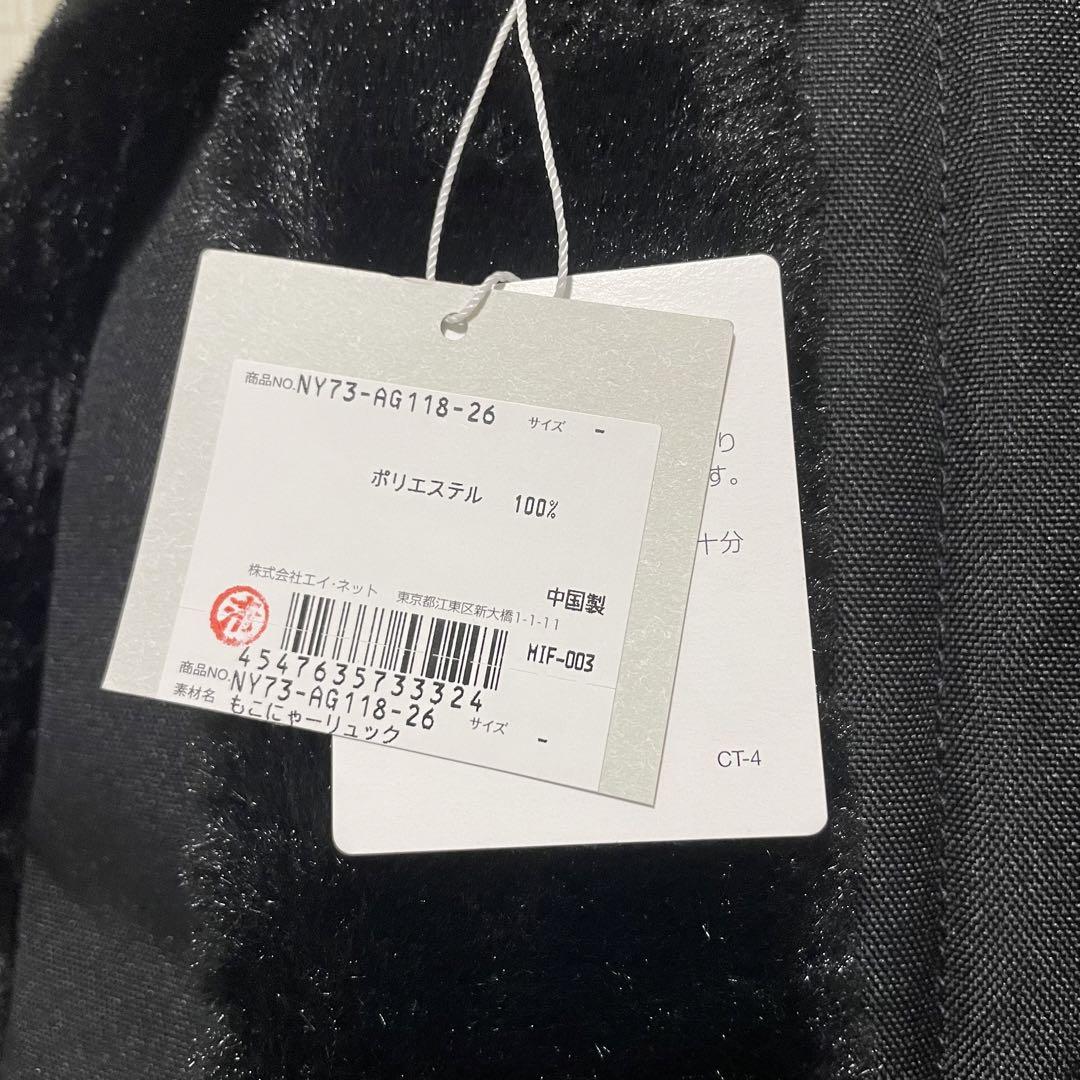 商品NO. NY73-AG118-26 サイズ -
ポリエステル 100%
株式会社エイ・ネット 東京都江東区新大橋1-1-11
中国製
済
4547635733324
MIF-003
商品NO. NY73-AG118-26 サイズ -
素材名 もこにゃーリュック
り
す。
十分
CT-4